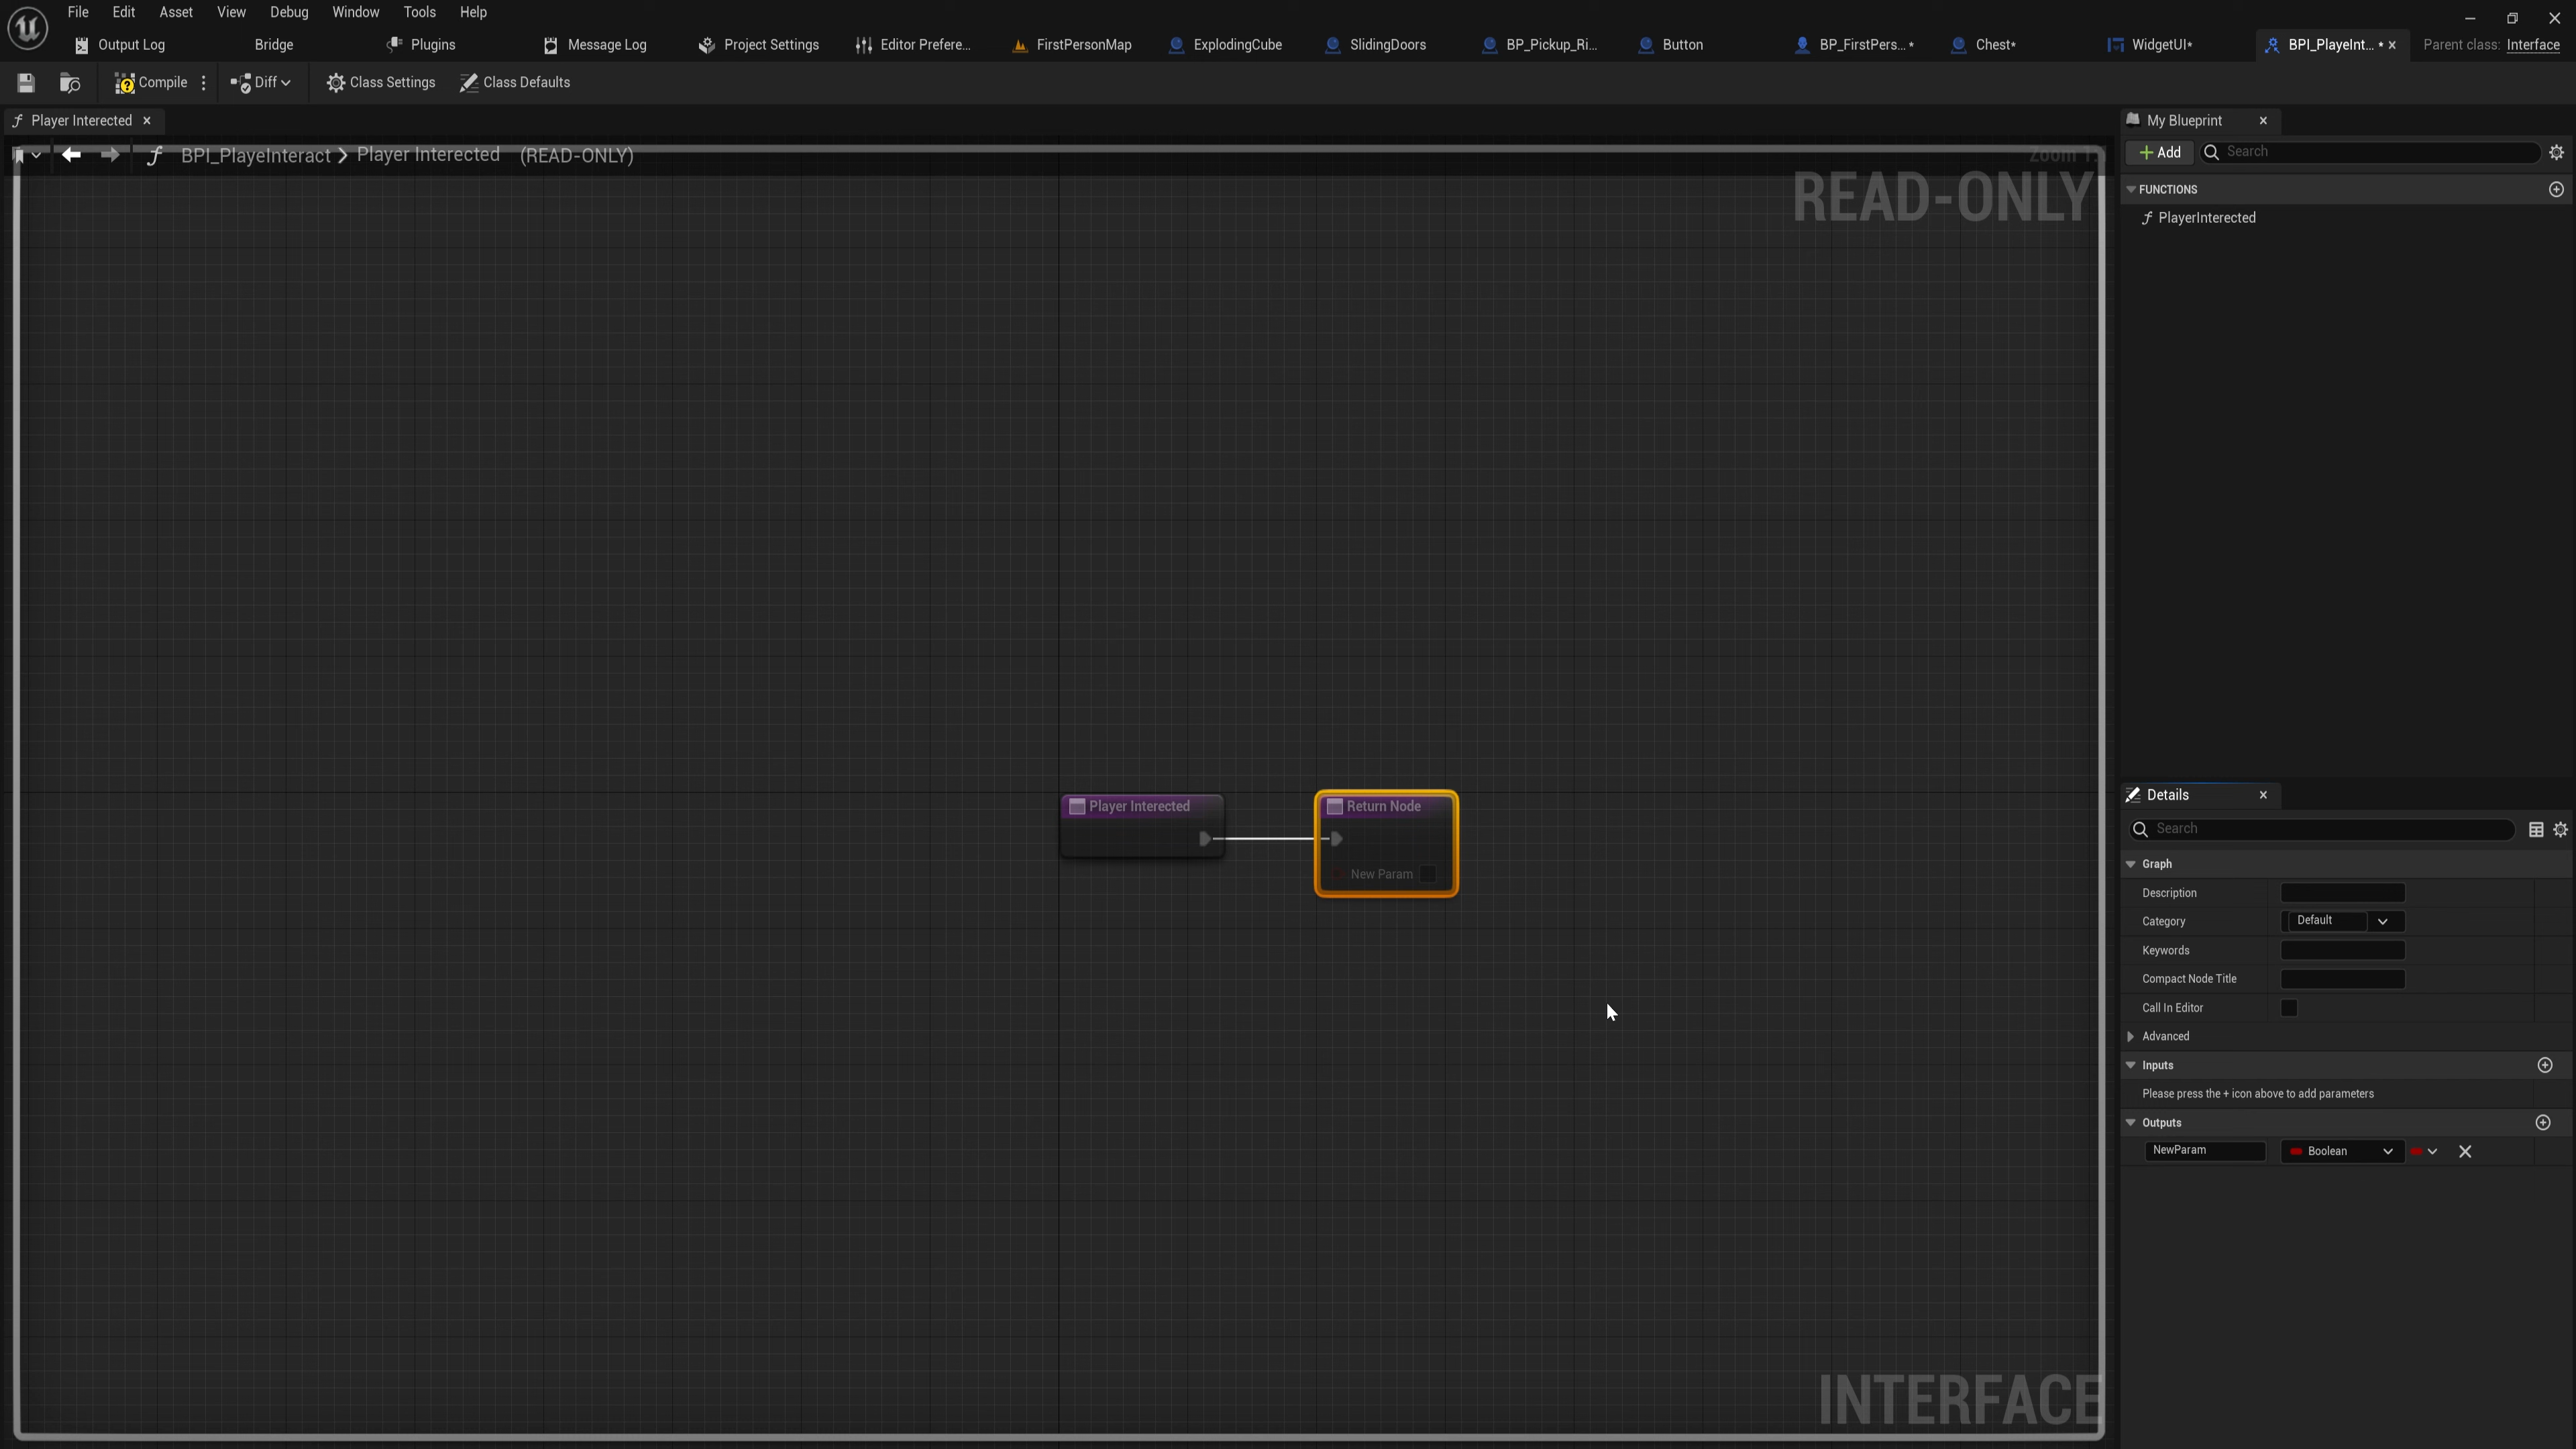 File Edit Asset View Debug Window Tools Help
Output Log Bridge Plugins Message Log Project Settings Editor Prefere... FirstPersonMap ExplodingCube SlidingDoors BP_Pickup_Ri... Button BP_FirstPers... * Chest* WidgetUI* BPI_PlayeInt... * Parent class: Interface
Compile Diff Class Settings Class Defaults
Player Interected
My Blueprint
BPI_PlayeInteract > Player Interected (READ-ONLY)
Add Search
READ-ONLY
FUNCTIONS
PlayerInterected
Player Interected
Return Node
New Param
Details
Search
Graph
Description
Category Default
Keywords
Compact Node Title
Call In Editor
Advanced
Inputs
Please press the + icon above to add parameters
Outputs
NewParam Boolean
INTERFACE